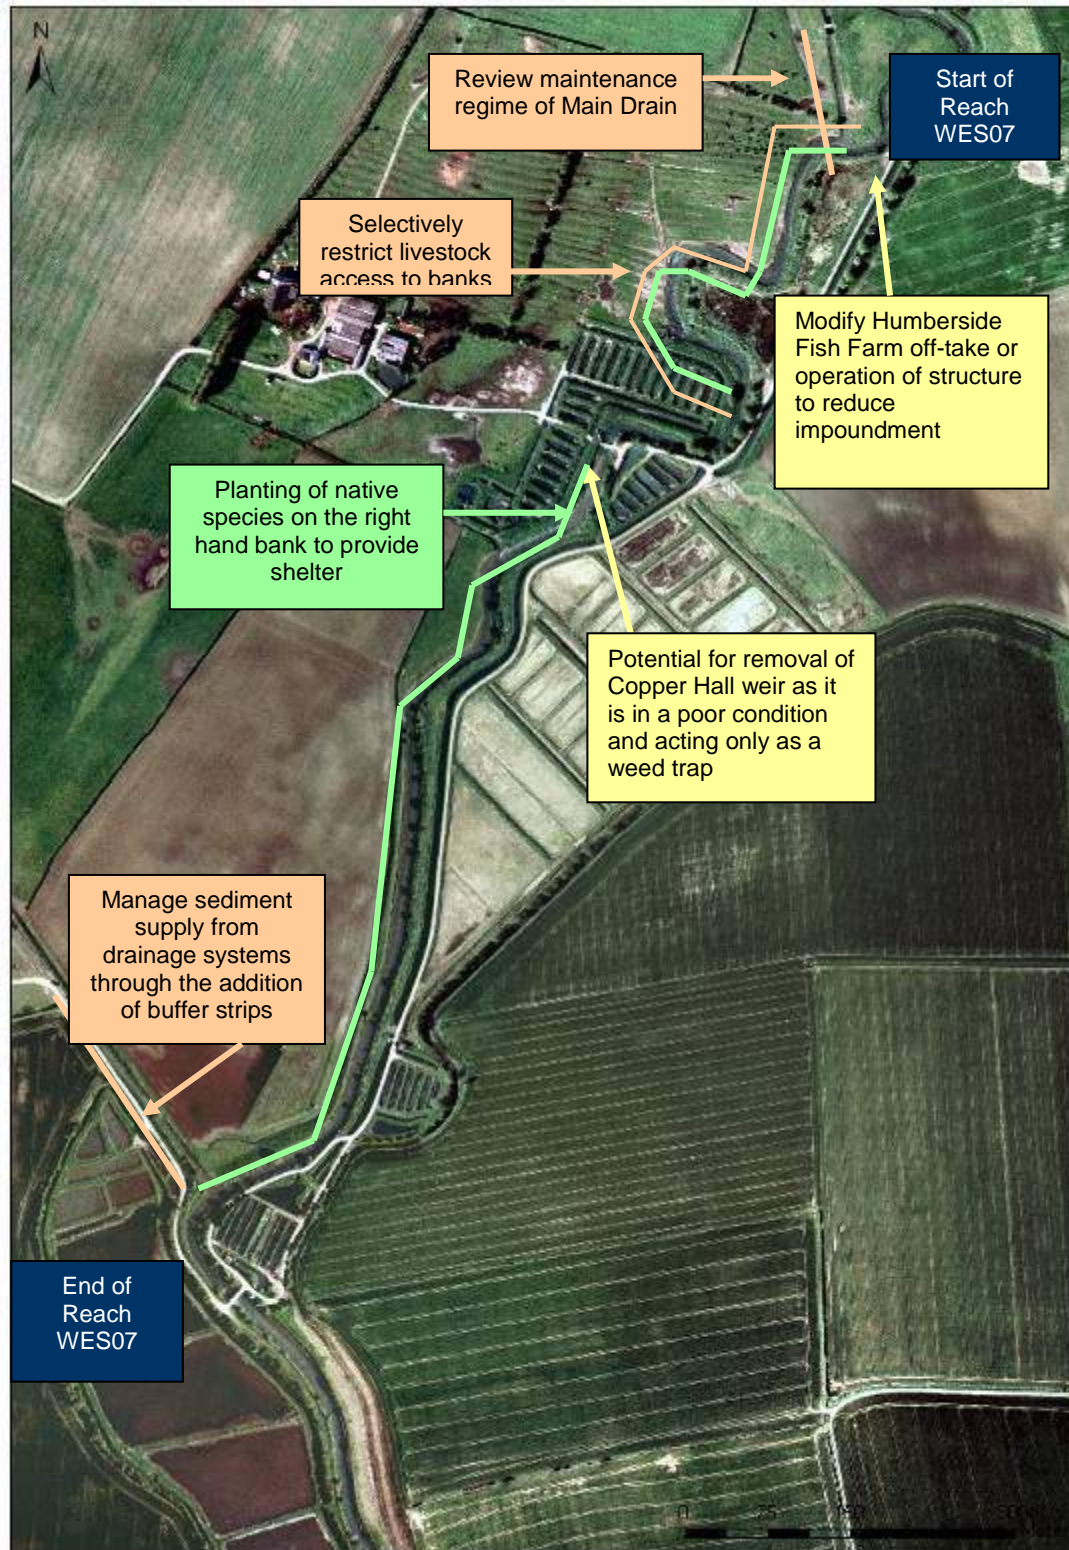 N
Review maintenance
regime of Main Drain
Start of
Reach
WES07
Selectively
restrict livestock
access to banks
Modify Humberside
Fish Farm off-take or
operation of structure
to reduce
impoundment
Planting of native
species on the right
hand bank to provide
shelter
Potential for removal of
Copper Hall weir as it
is in a poor condition
and acting only as a
weed trap
Manage sediment
supply from
drainage systems
through the addition
of buffer strips
End of
Reach
WES07
0 75 150